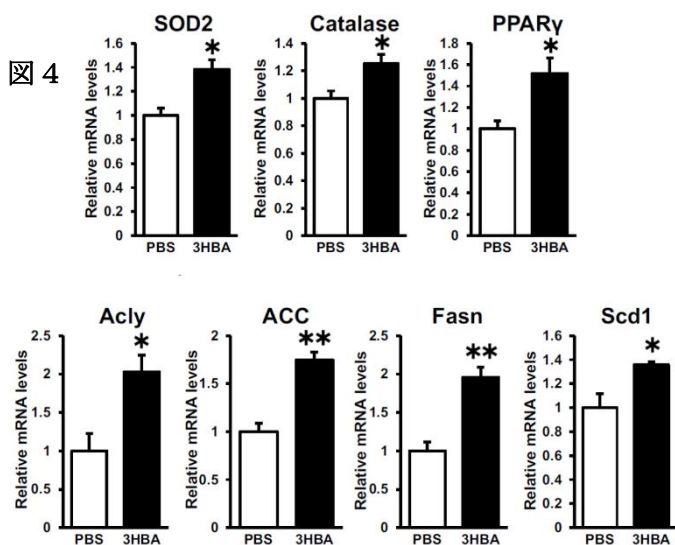 図 4
SOD2
Relative mRNA levels
1.6
1.4
1.2
1
0.8
0.6
0.4
0.2
0
*
PBS 3HBA
Catalase
Relative mRNA levels
1.4
1.2
1
0.8
0.6
0.4
0.2
0
*
PBS 3HBA
PPARγ
Relative mRNA levels
1.8
1.6
1.4
1.2
1
0.8
0.6
0.4
0.2
0
*
PBS 3HBA
Acly
Relative mRNA levels
2.5
2
1.5
1
0.5
0
*
PBS 3HBA
ACC
Relative mRNA levels
2
1.5
1
0.5
0
**
PBS 3HBA
Fasn
Relative mRNA levels
2.5
2
1.5
1
0.5
0
**
PBS 3HBA
Scd1
Relative mRNA levels
1.6
1.4
1.2
1
0.8
0.6
0.4
0.2
0
*
PBS 3HBA